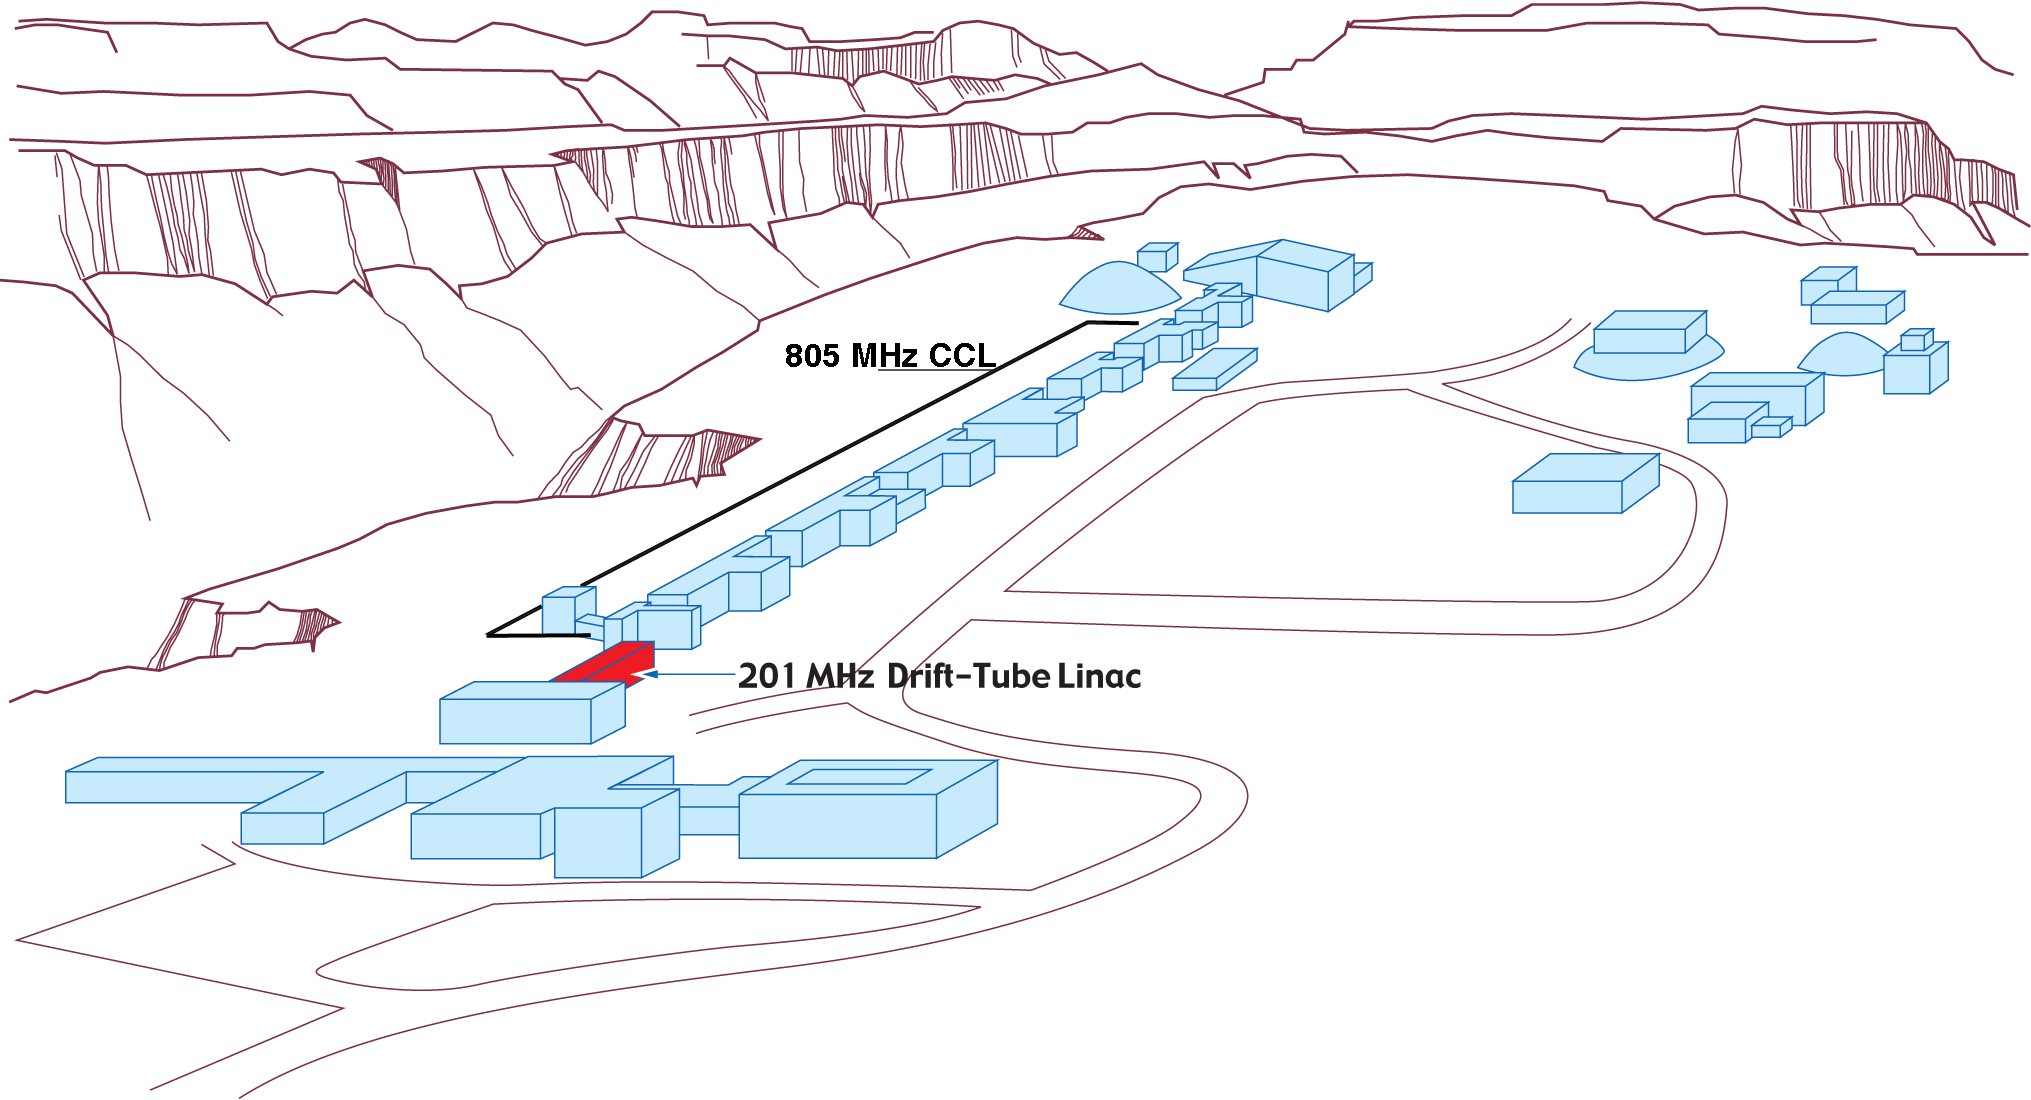 805 MHz CCL
201 MHz Drift-Tube Linac